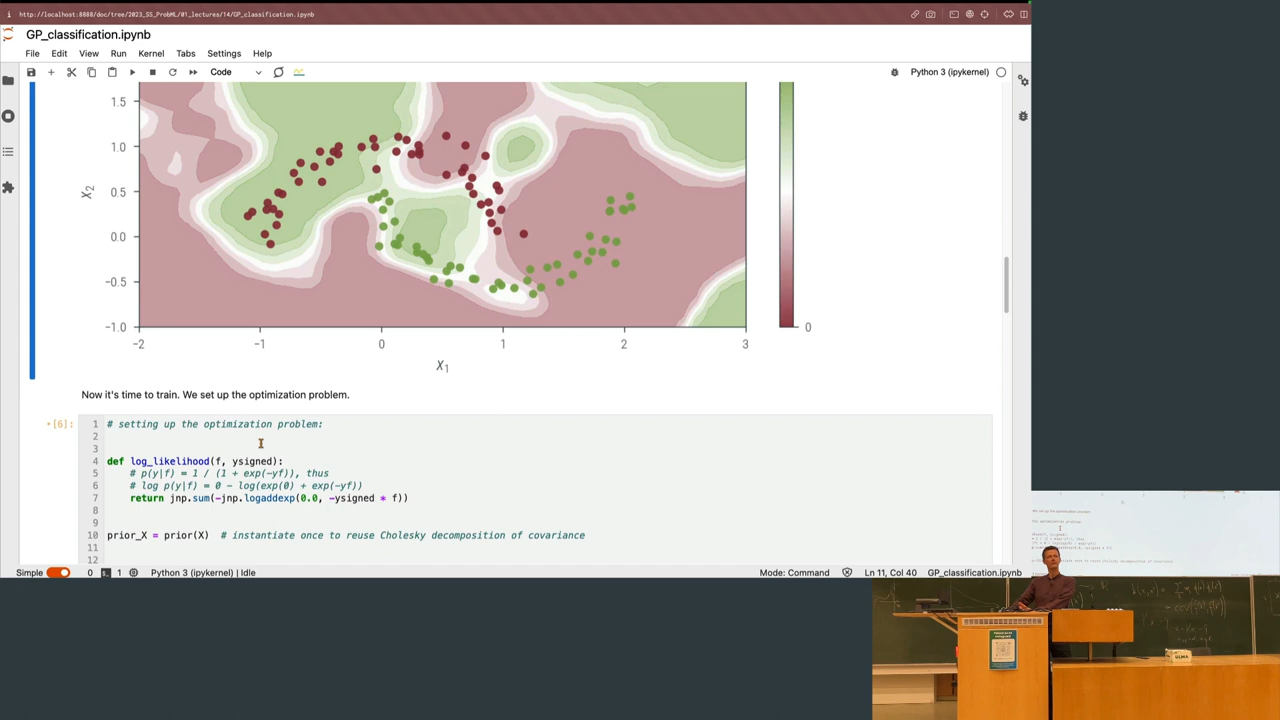 http://localhost:8888/doc/tree/2023_SS_ProbML/01_lectures/14/GP_classification.ipynb
GP_classification.ipynb
File Edit View Run Kernel Tabs Settings Help
Code
Python 3 (ipykernel)
1.5
1.0
0.5
0.0
-0.5
-1.0
X2
-2 -1 0 1 2 3
X1
0
Now it's time to train. We set up the optimization problem.
[6]:
1 # setting up the optimization problem:
2
3
4 def log_likelihood(f, ysigned):
5 # p(y|f) = 1 / (1 + exp(-yf)), thus
6 # log p(y|f) = 0 - log(exp(0) + exp(-yf))
7 return jnp.sum(-jnp.logaddexp(0.0, -ysigned * f))
8
9
10 prior_X = prior(X) # instantiate once to reuse Cholesky decomposition of covariance
11
12
Simple 0 1 Python 3 (ipykernel) | Idle
Mode: Command Ln 11, Col 40 GP_classification.ipynb
ULMA